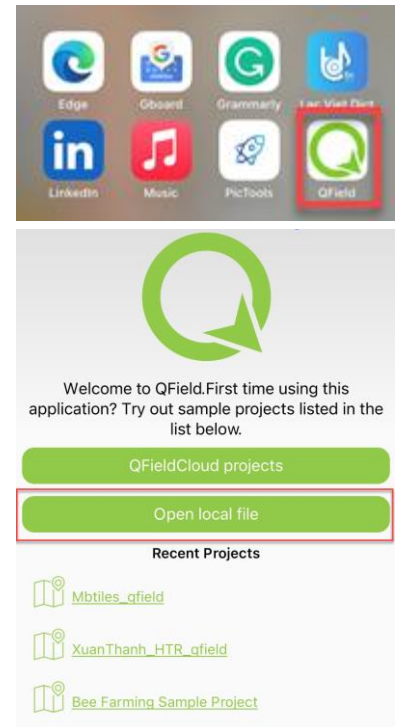 Edge
Gboard
Grammarly
Lac Viet Dict
in
LinkedIn
Music
PicTools
QField
Welcome to QField.First time using this
application? Try out sample projects listed in the
list below.
QFieldCloud projects
Open local file
Recent Projects
Mbtiles_qfield
XuanThanh_HTR_qfield
Bee Farming Sample Project